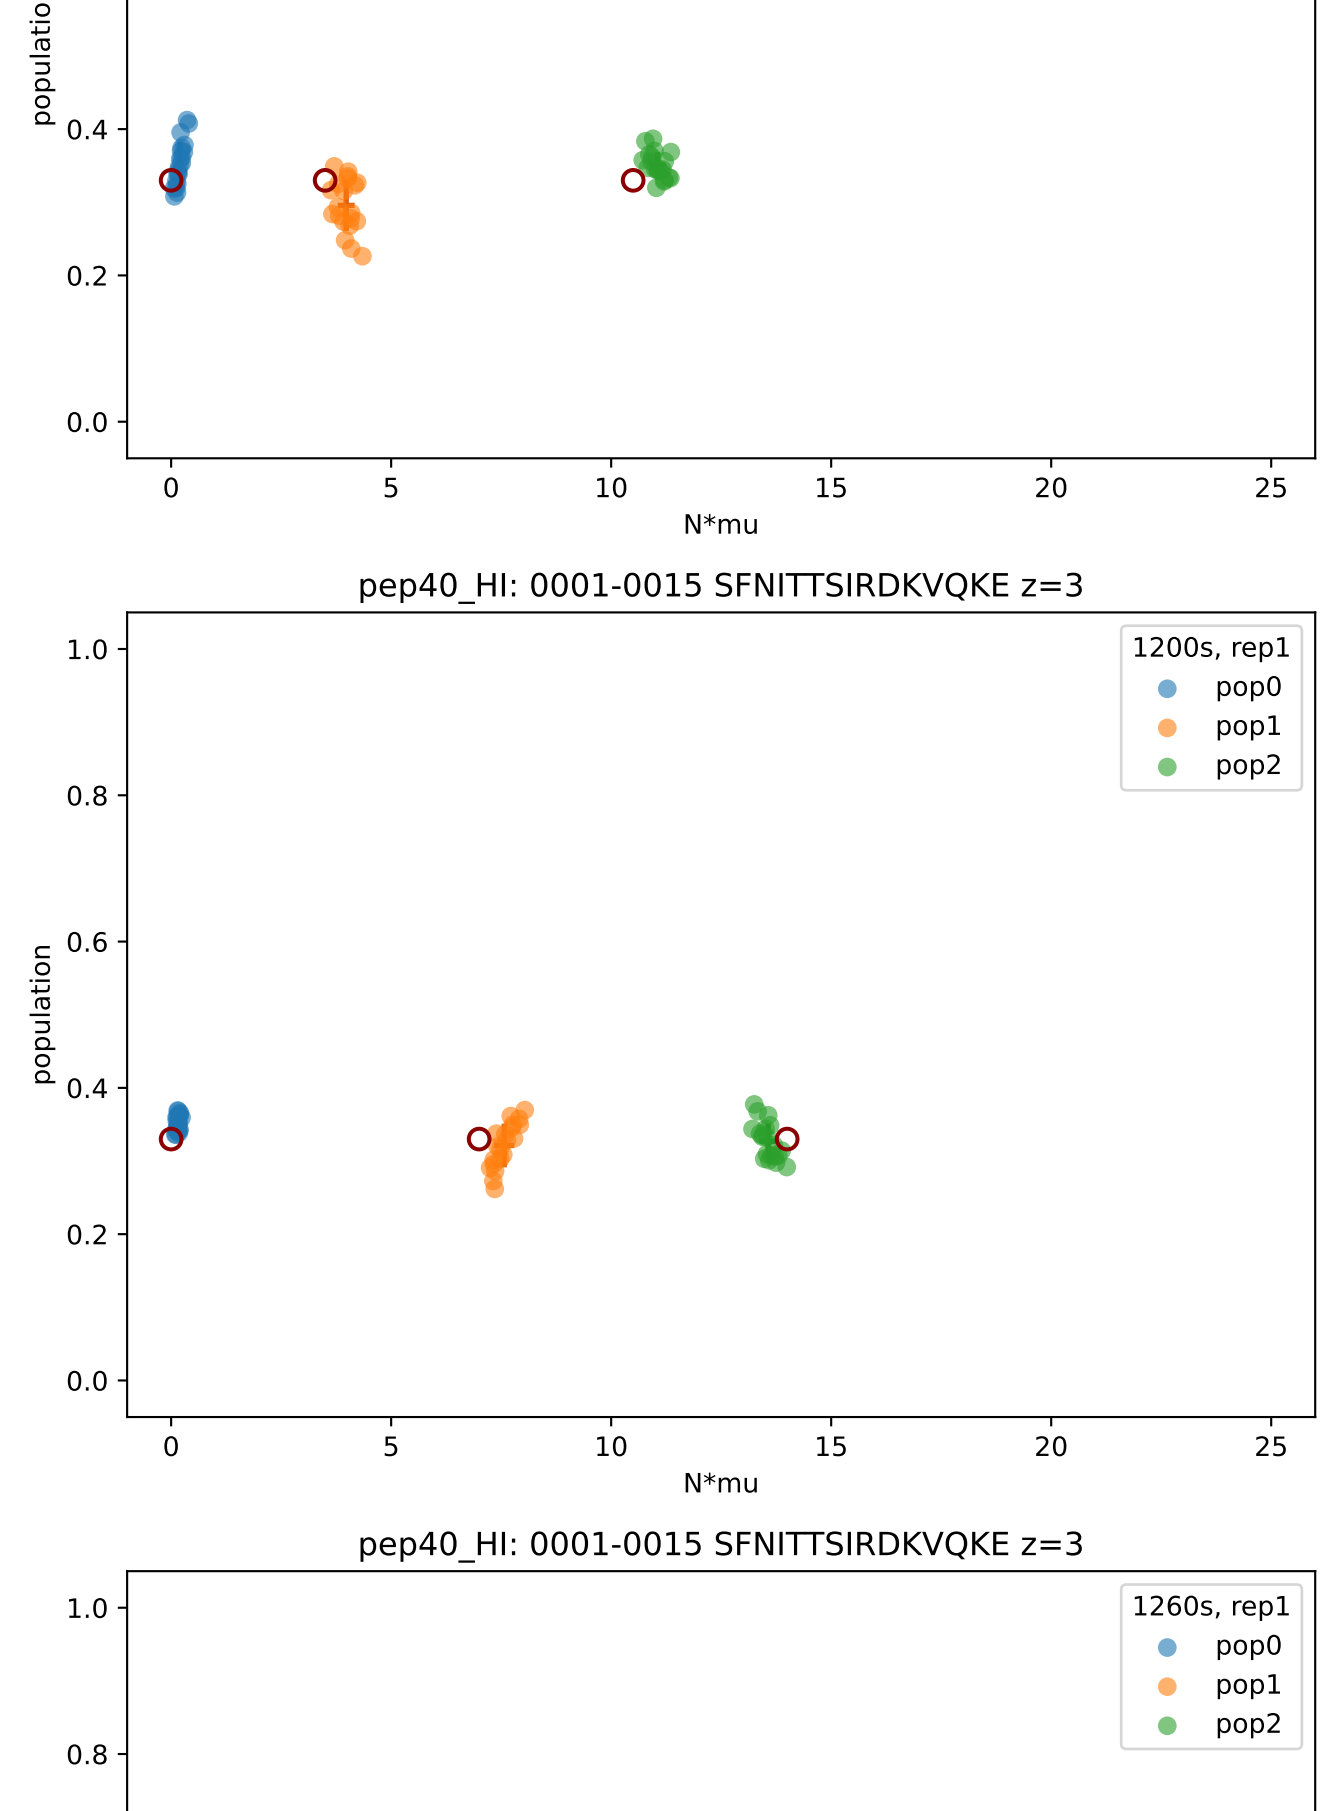 populatio
0.4
0.2
0.0
0 5 10 15 20 25
N*mu
pep40_HI: 0001-0015 SFNITTSIRDKVQKE z=3
1200s, rep1
pop0
pop1
pop2
1.0
0.8
0.6
0.4
0.2
0.0
population
0 5 10 15 20 25
N*mu
pep40_HI: 0001-0015 SFNITTSIRDKVQKE z=3
1260s, rep1
pop0
pop1
pop2
1.0
0.8